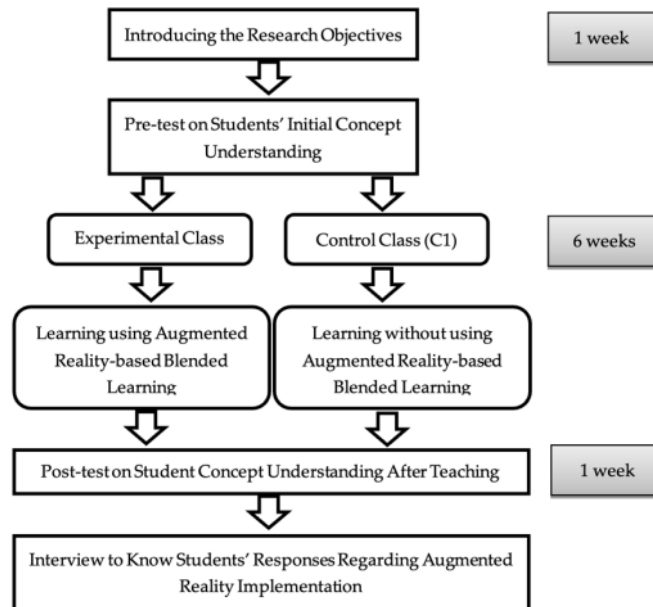 Introducing the Research Objectives
1 week
Pre-test on Students' Initial Concept
Understanding
Experimental Class
Control Class (C1)
6 weeks
Learning using Augmented
Reality-based Blended
Learning
Learning without using
Augmented Reality-based
Blended Learning
Post-test on Student Concept Understanding After Teaching
1 week
Interview to Know Students' Responses Regarding Augmented
Reality Implementation